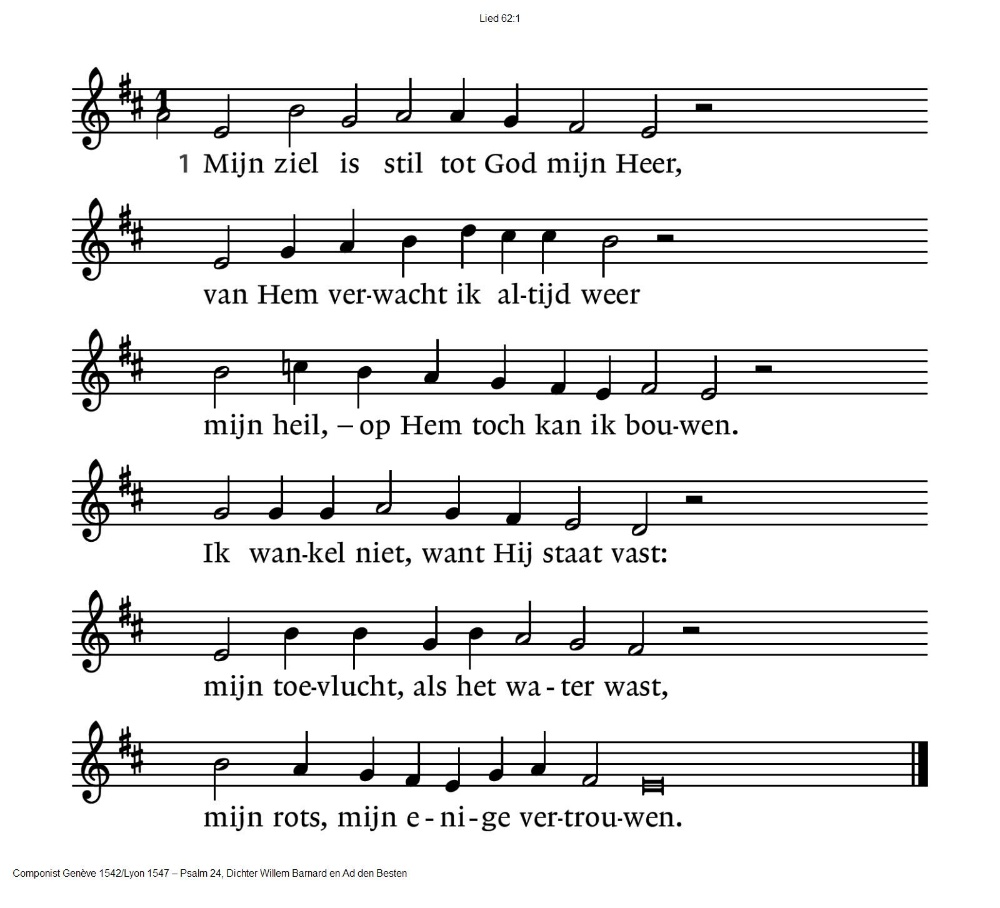 Lied 62:1
1 Mijn ziel is stil tot God mijn Heer,
van Hem ver-wacht ik al-tijd weer
mijn heil, – op Hem toch kan ik bou-wen.
Ik wan-kel niet, want Hij staat vast:
mijn toe-vlucht, als het wa-ter wast,
mijn rots, mijn e-ni-ge ver-trou-wen.
Componist Genève 1542/Lyon 1547 – Psalm 24, Dichter Willem Barnard en Ad den Besten